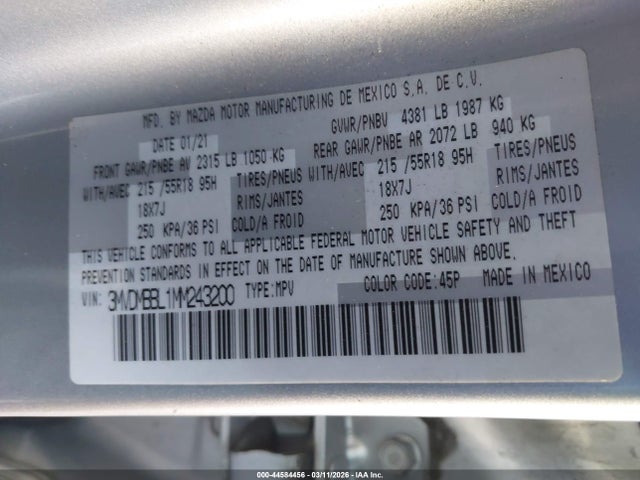 MFD. BY MAZDA MOTOR MANUFACTURING DE MEXICO S.A. DE C.V.
DATE 01/21 GVWR/PNBV 4381 LB 1987 KG
FRONT GAWR/PNBE AV 2315 LB 1050 KG REAR GAWR/PNBE AR 2072 LB 940 KG
WITH/AVEC 215 /55R18 95H TIRES/PNEUS WITH/AVEC 215 /55R18 95H TIRES/PNEUS
18X7J RIMS/JANTES 18X7J RIMS/JANTES
250 KPA/36 PSI COLD/A FROID 250 KPA/36 PSI COLD/A FROID
THIS VEHICLE CONFORMS TO ALL APPLICABLE FEDERAL MOTOR VEHICLE SAFETY AND THEFT
PREVENTION STANDARDS IN EFFECT ON THE DATE OF MANUFACTURE SHOWN ABOVE.
VIN: 3MVDMBBL1MM243200 TYPE:MPV COLOR CODE:45P MADE IN MEXICO
000-44584456 - 03/11/2026 - IAA Inc.